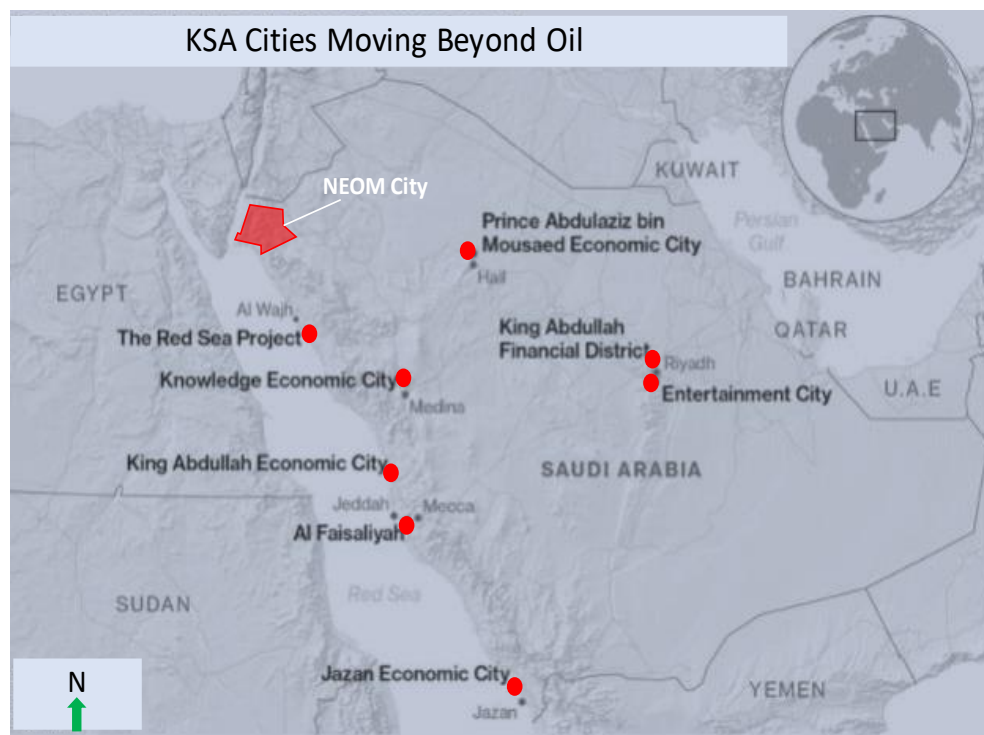 KSA Cities Moving Beyond Oil
KUWAIT
NEOM City
Persian
Gulf
Prince Abdulaziz bin
Mousaed Economic City
Hail
BAHRAIN
EGYPT
Al Wajh
The Red Sea Project
King Abdullah
Financial District
QATAR
Riyadh
Knowledge Economic City
Medina
Entertainment City
U.A.E
King Abdullah Economic City
SAUDI ARABIA
Jeddah
Mecca
Al Faisaliyah
Red Sea
SUDAN
Jazan Economic City
Jazan
YEMEN
N